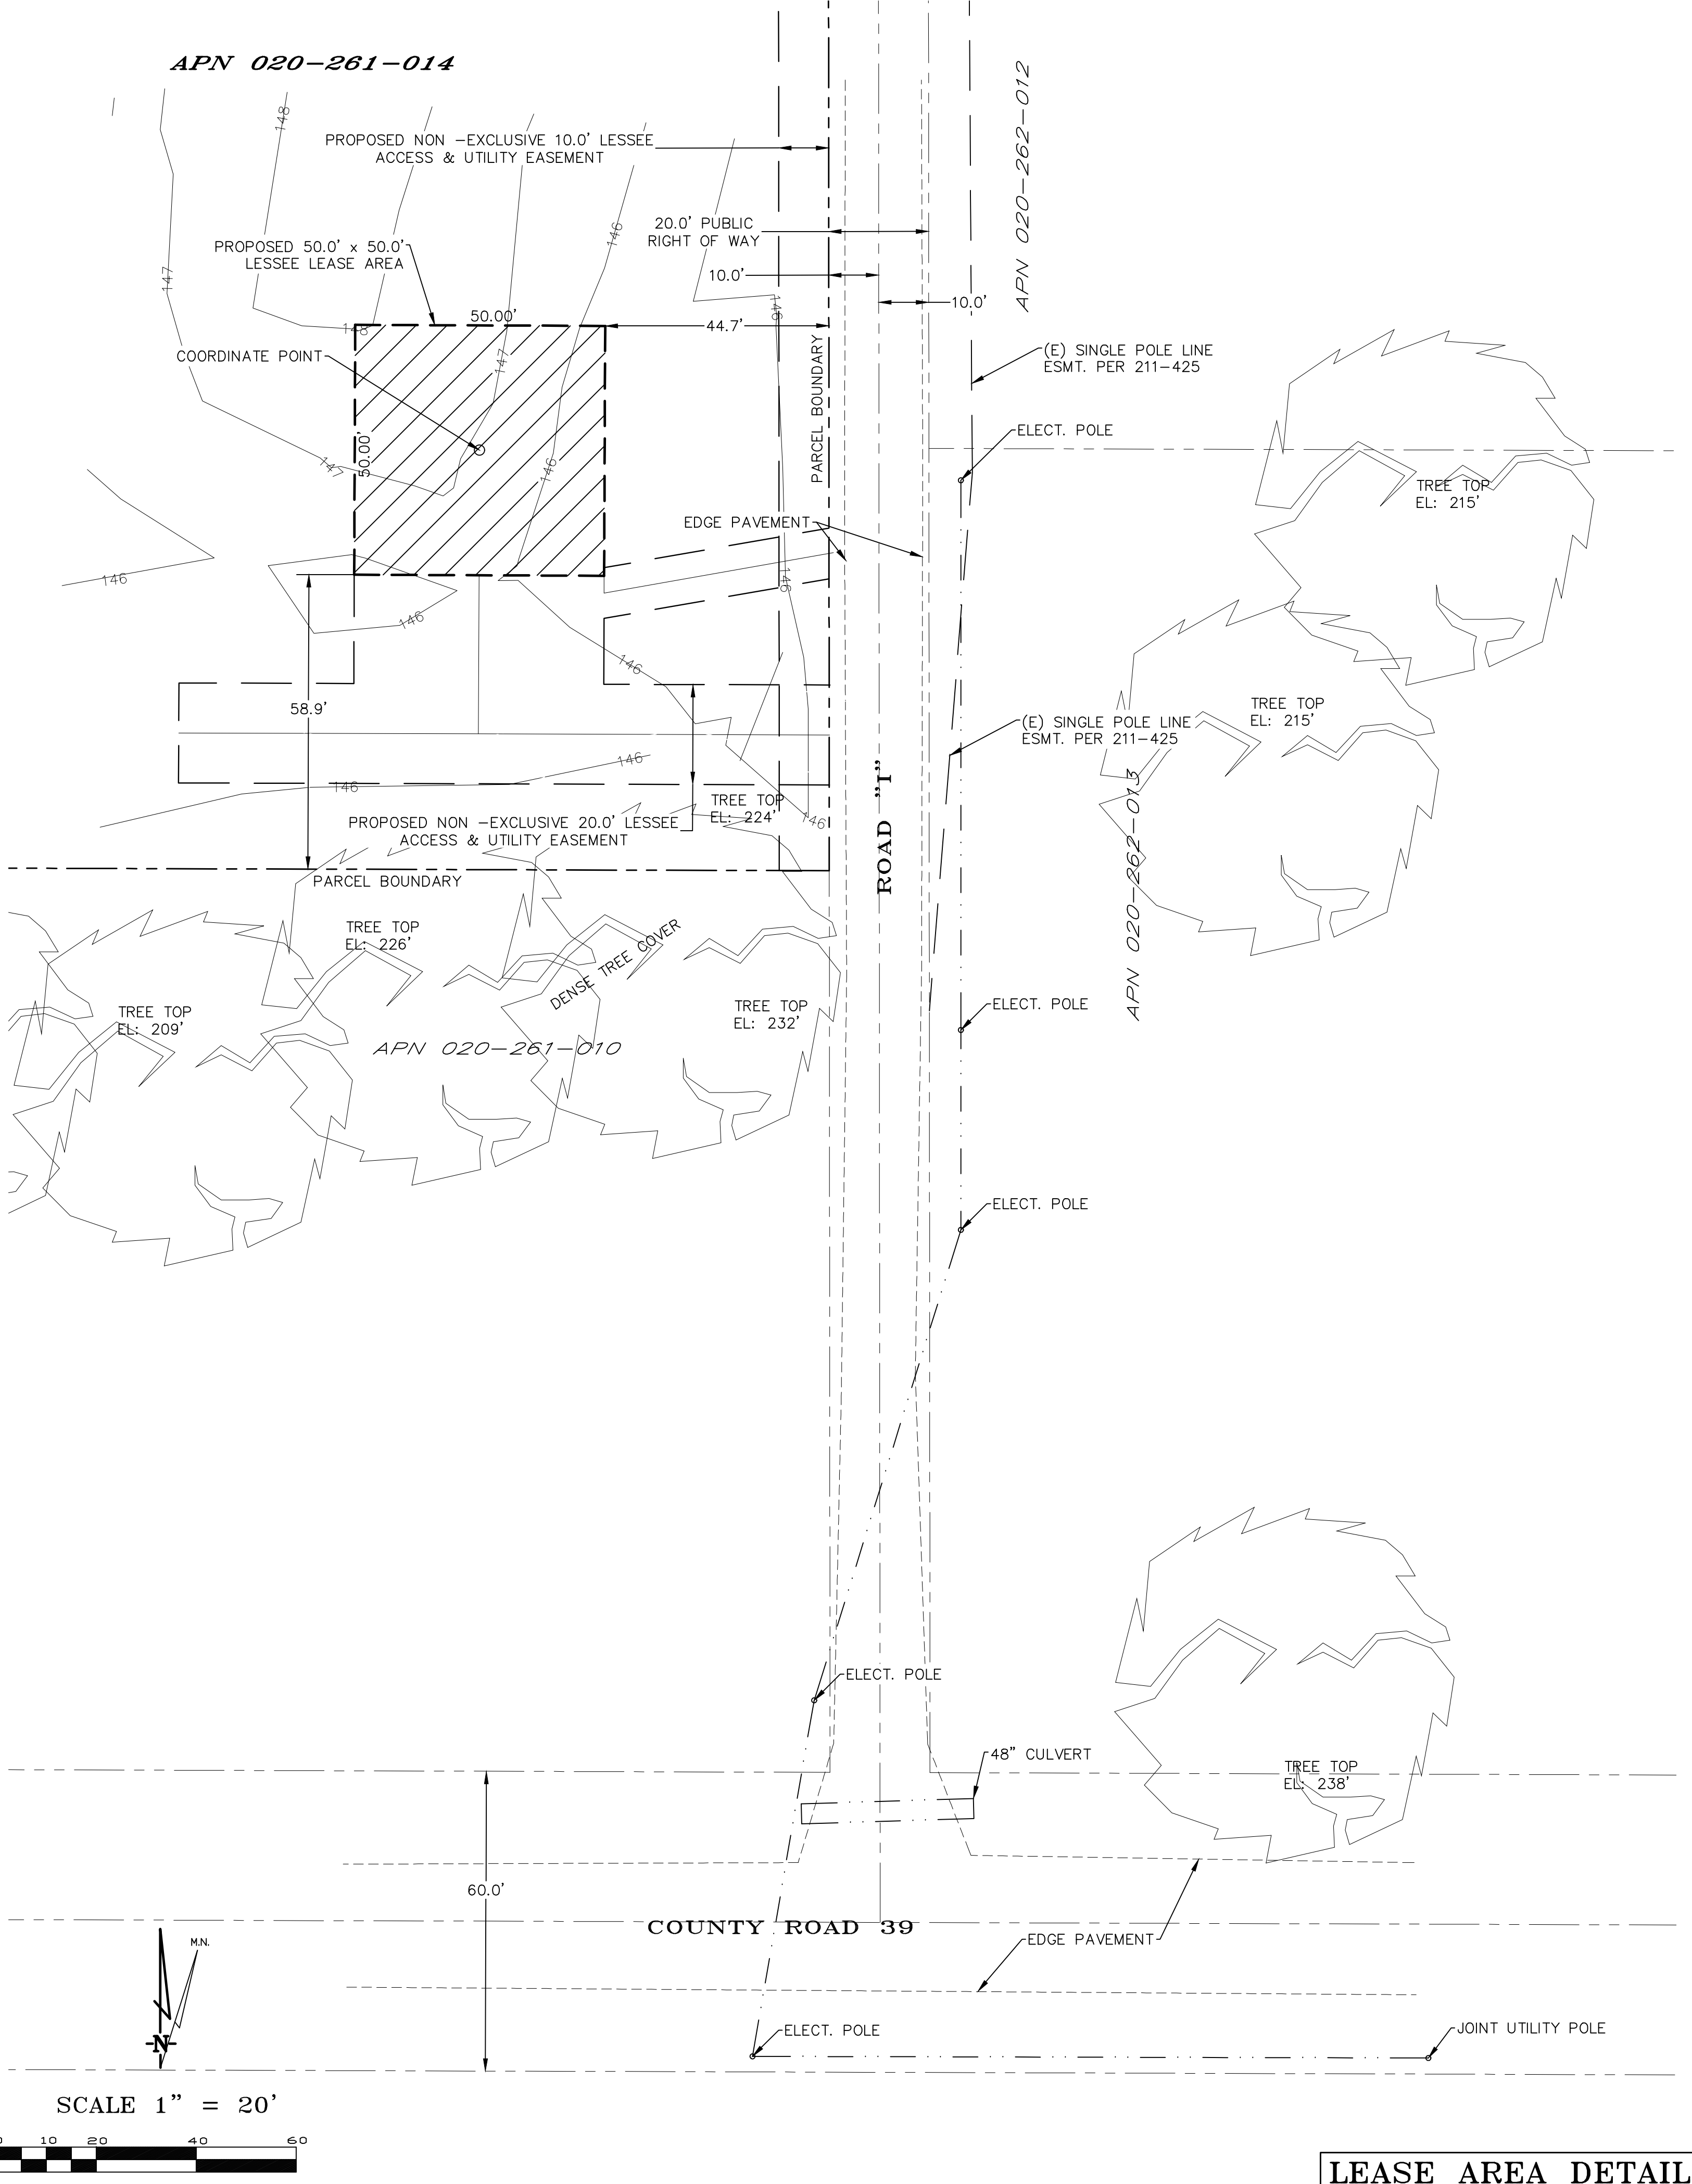 APN 020-261-014
148
PROPOSED NON -EXCLUSIVE 10.0' LESSEE
ACCESS & UTILITY EASEMENT
APN 020-262-012
20.0' PUBLIC
RIGHT OF WAY
146
PROPOSED 50.0' x 50.0'
LESSEE LEASE AREA
147
10.0'
10.0'
146
50.00'
148
44.7'
COORDINATE POINT
147
PARCEL BOUNDARY
(E) SINGLE POLE LINE
ESMT. PER 211-425
ELECT. POLE
50.00'
147
146
TREE TOP
EL: 215'
EDGE PAVEMENT
146
146
146
146
TREE TOP
EL: 215'
58.9'
(E) SINGLE POLE LINE
ESMT. PER 211-425
146
146
ROAD "I"
APN 020-262-013
TREE TOP
EL: 224'
146
PROPOSED NON -EXCLUSIVE 20.0' LESSEE
ACCESS & UTILITY EASEMENT
PARCEL BOUNDARY
TREE TOP
EL: 226'
DENSE TREE COVER
TREE TOP
EL: 209'
TREE TOP
EL: 232'
ELECT. POLE
APN 020-261-010
ELECT. POLE
ELECT. POLE
48" CULVERT
TREE TOP
EL: 238'
60.0'
COUNTY ROAD 39
EDGE PAVEMENT
M.N.
N
ELECT. POLE
JOINT UTILITY POLE
SCALE 1" = 20'
0 10 20 40 60
LEASE AREA DETAIL